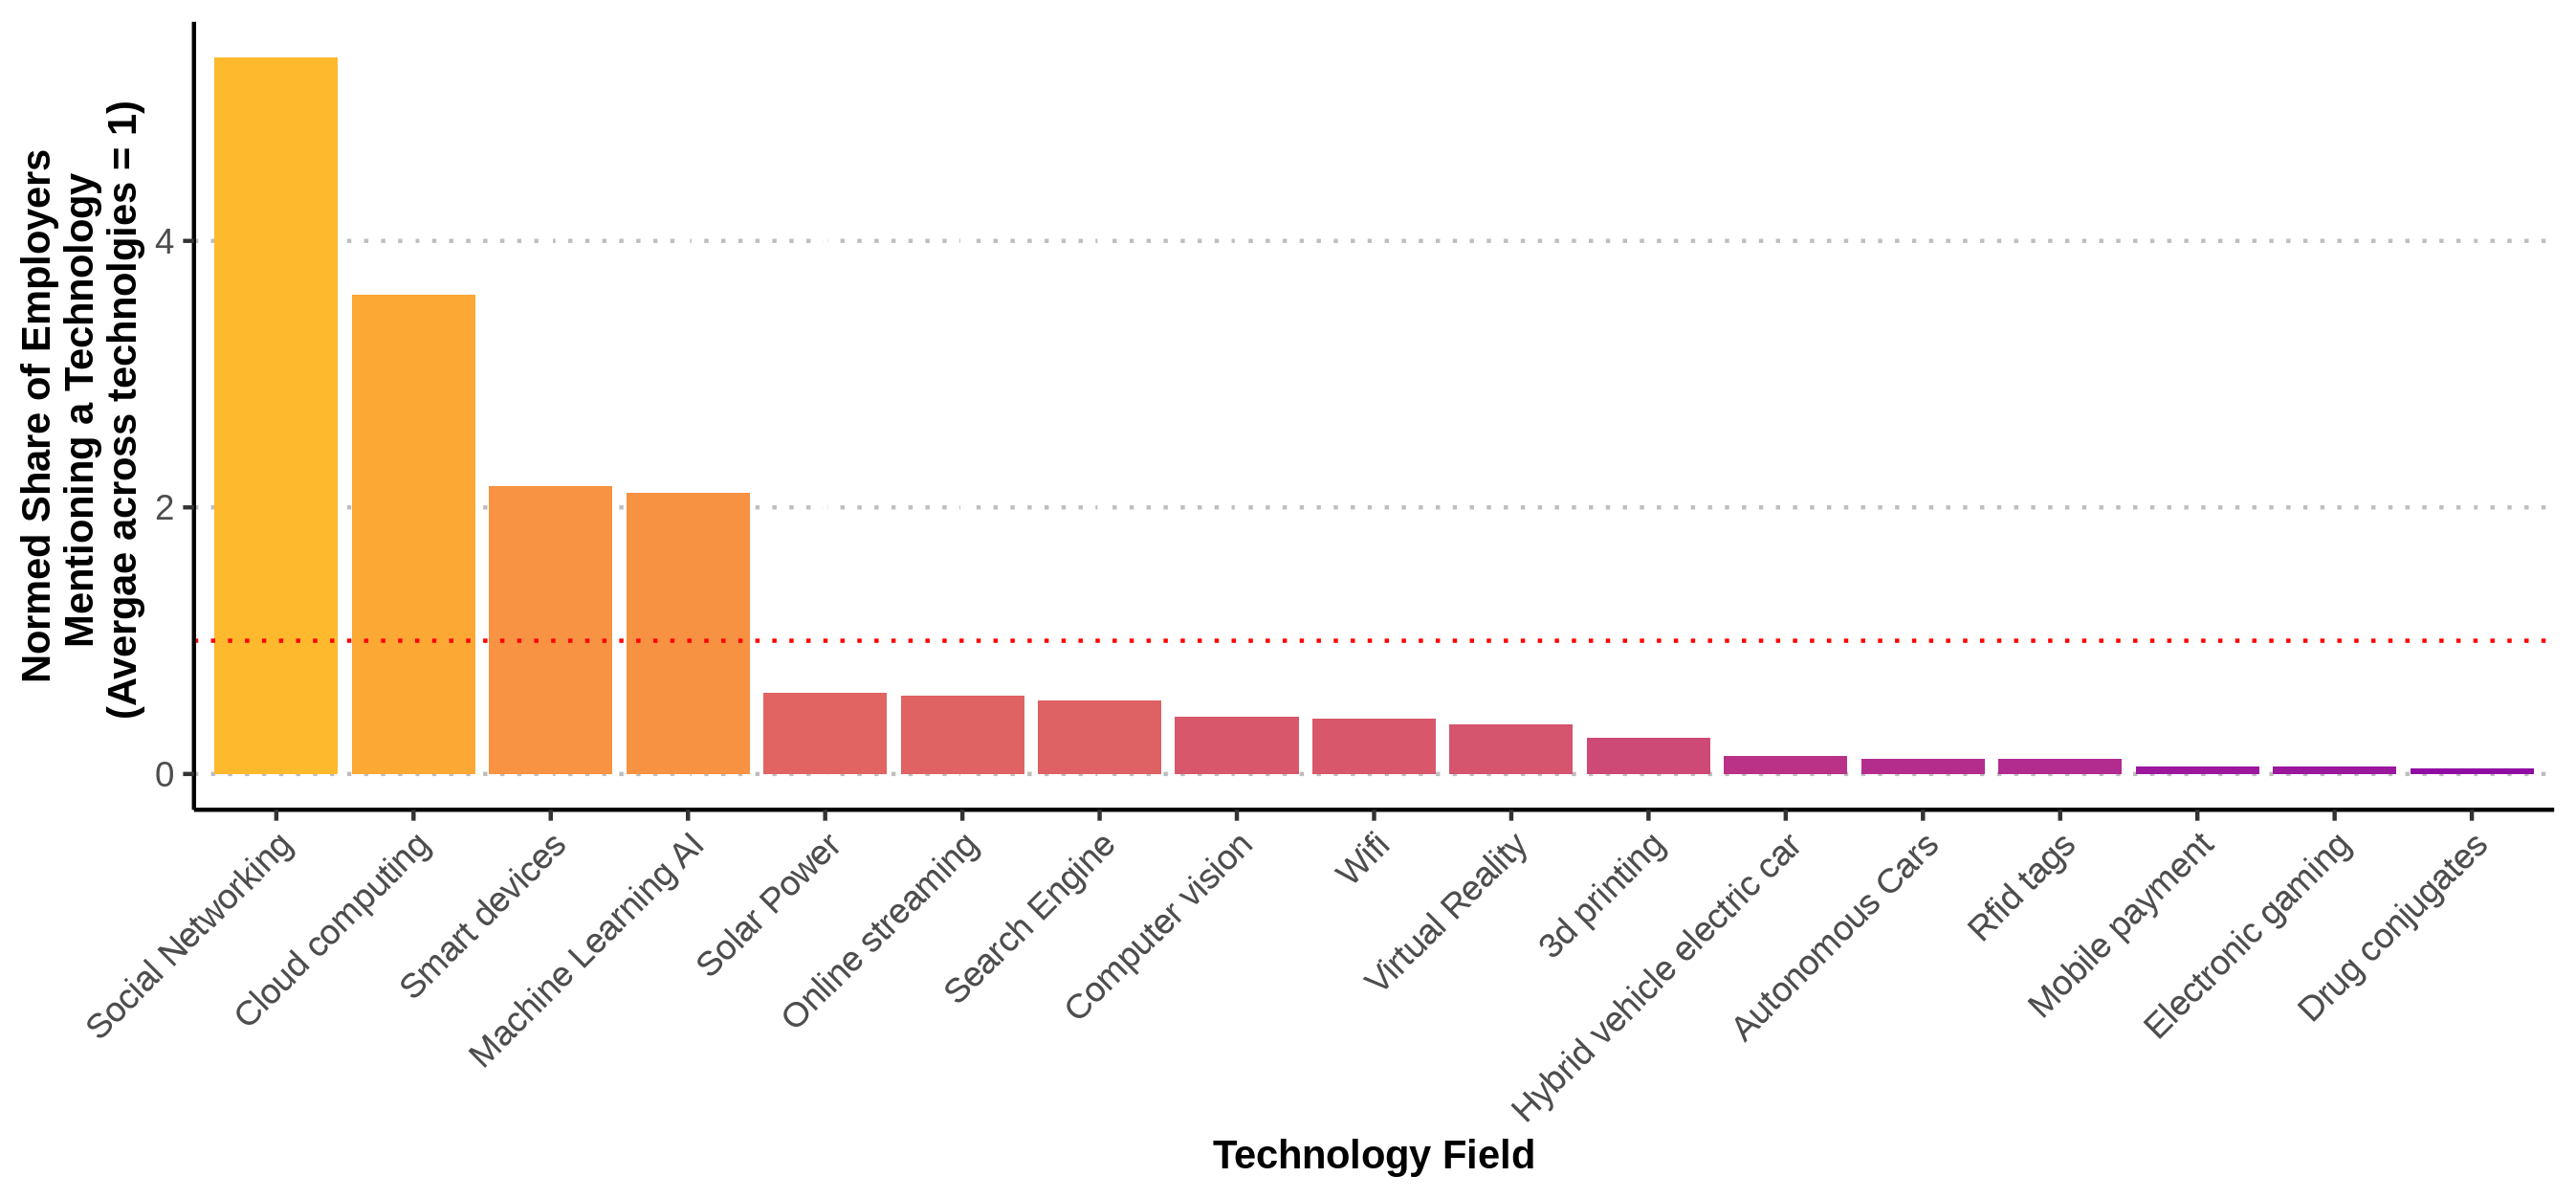 Normed Share of Employers
Mentioning a Technology
(Avergae across technolgies = 1)
4
2
0
Social Networking
Cloud computing
Smart devices
Machine Learning AI
Solar Power
Online streaming
Search Engine
Computer vision
Wifi
Virtual Reality
3d printing
Hybrid vehicle electric car
Autonomous Cars
Rfid tags
Mobile payment
Electronic gaming
Drug conjugates
Technology Field